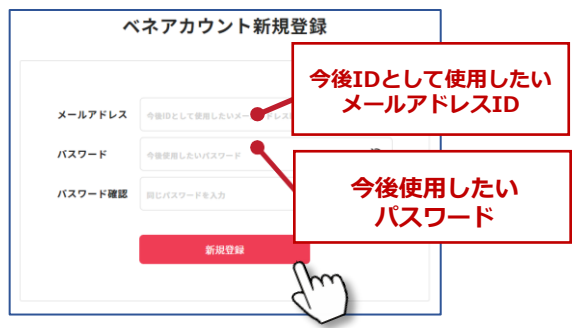 ベネアカウント新規登録
今後IDとして使用したい
メールアドレスID
メールアドレス
今後IDとして使用したいメールアドレス
パスワード
今後使用したいパスワード
今後使用したい
パスワード
パスワード確認
同じパスワードを入力
新規登録